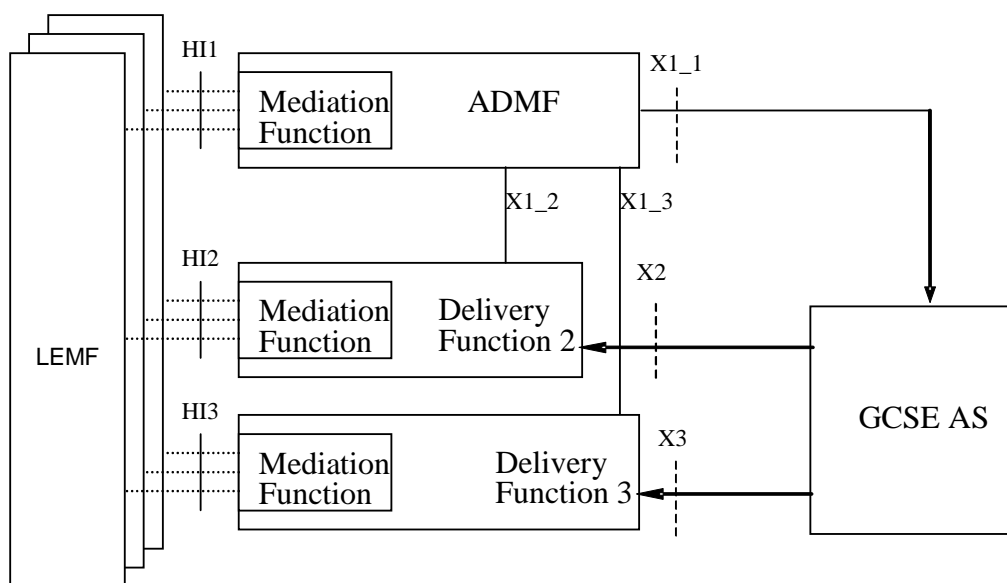 HI1
X1_1
Mediation
Function
ADMF
X1_2
X1_3
HI2
X2
Mediation
Function
Delivery
Function 2
LEMF
GCSE AS
HI3
X3
Mediation
Function
Delivery
Function 3